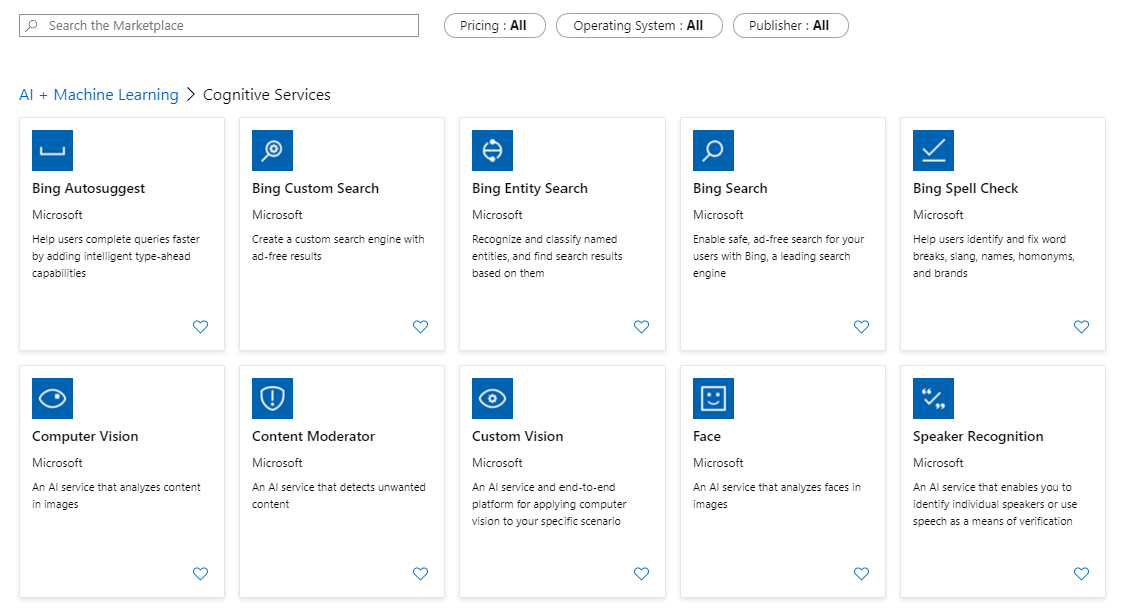 Search the Marketplace
Pricing : All
Operating System : All
Publisher : All
AI + Machine Learning > Cognitive Services
Bing Autosuggest
Microsoft
Help users complete queries faster
by adding intelligent type-ahead
capabilities
Bing Custom Search
Microsoft
Create a custom search engine with
ad-free results
Bing Entity Search
Microsoft
Recognize and classify named
entities, and find search results
based on them
Bing Search
Microsoft
Enable safe, ad-free search for your
users with Bing, a leading search
engine
Bing Spell Check
Microsoft
Help users identify and fix word
breaks, slang, names, homonyms,
and brands
Computer Vision
Microsoft
An AI service that analyzes content
in images
Content Moderator
Microsoft
An AI service that detects unwanted
content
Custom Vision
Microsoft
An AI service and end-to-end
platform for applying computer
vision to your specific scenario
Face
Microsoft
An AI service that analyzes faces in
images
Speaker Recognition
Microsoft
An AI service that enables you to
identify individual speakers or use
speech as a means of verification